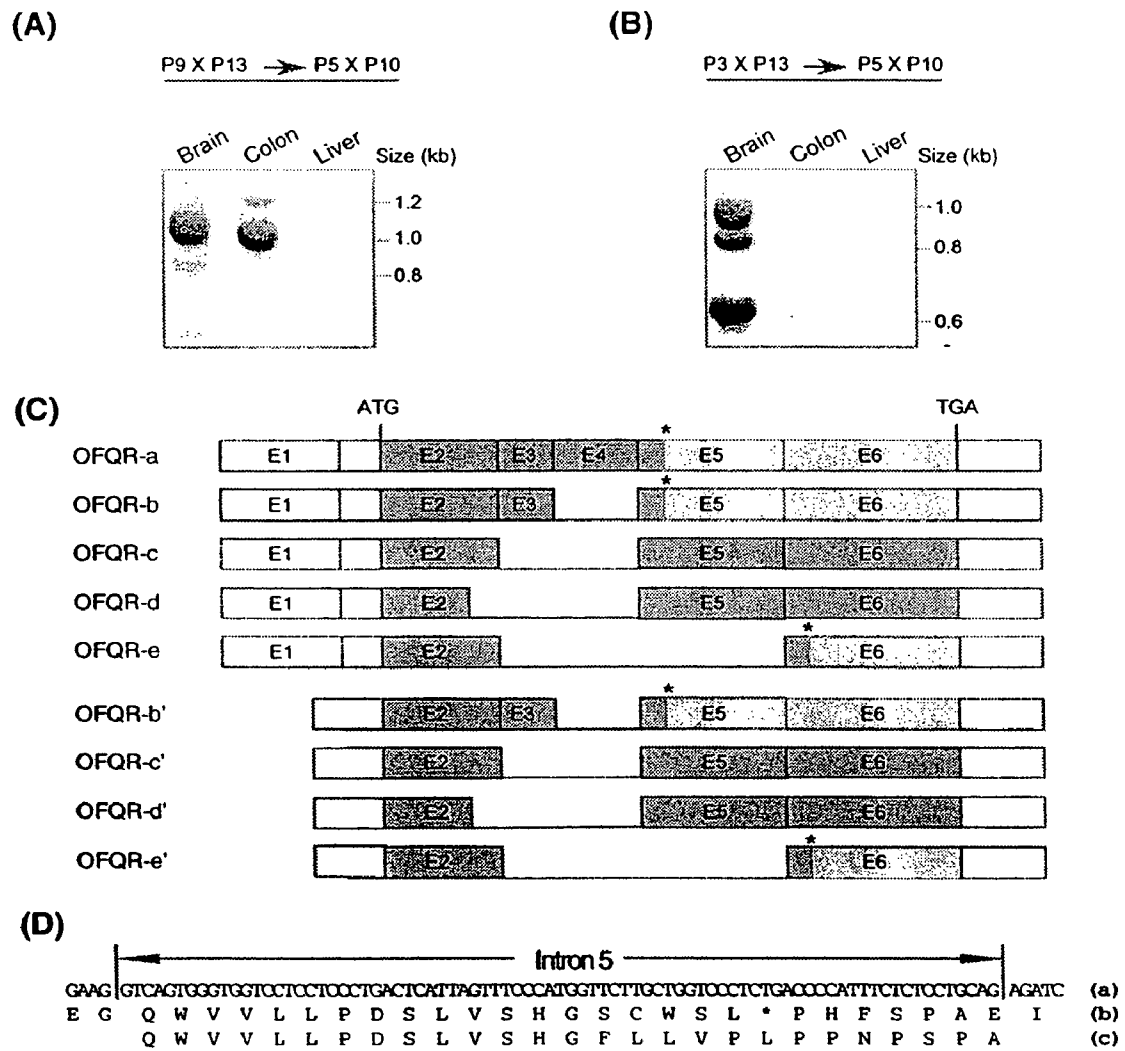 (A)
P9 X P13 → P5 X P10
Brain Colon Liver Size (kb)
1.2
1.0
0.8
(B)
P3 X P13 → P5 X P10
Brain Colon Liver Size (kb)
1.0
0.8
0.6
(C)
ATG TGA
*
OFQR-a E1 E2 E3 E4 E5 E6
*
OFQR-b E1 E2 E3 E5 E6
OFQR-c E1 E2 E5 E6
OFQR-d E1 E2 E5 E6
*
OFQR-e E1 E2 E6
*
OFQR-b' E2 E3 E5 E6
OFQR-c' E2 E5 E6
OFQR-d' E2 E5 E6
*
OFQR-e' E2 E6
(D)
Intron 5
GAAG GTCAGTGGGTGGTCCTCCTCCCTGACTCATTAGTTTCCCATGGTTCTTGCTGGTCCCTCTGACCCCATTTCTCTCCTGCAG AGATC (a)
E G Q W V V L L P D S L V S H G S C W S L * P H F S P A E I (b)
Q W V V L L P D S L V S H G F L L V P L P P N P S P A (c)